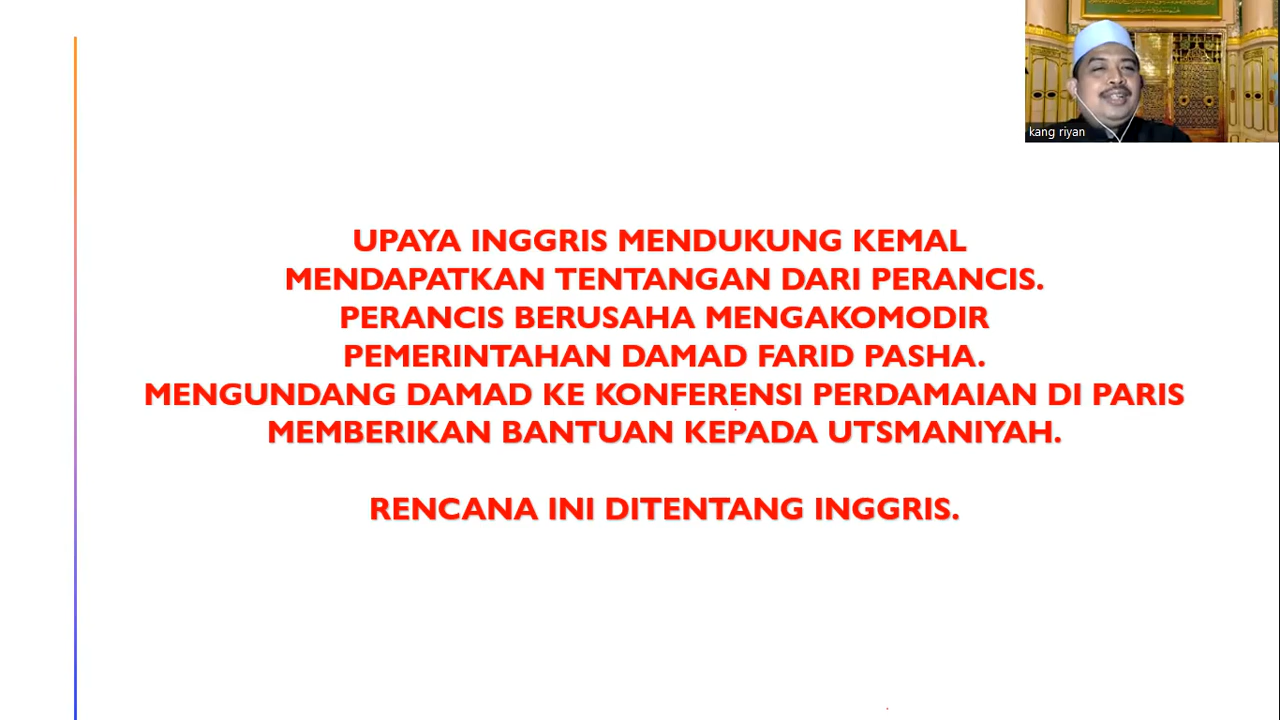 kang riyan
UPAYA INGGRIS MENDUKUNG KEMAL
MENDAPATKAN TENTANGAN DARI PERANCIS.
PERANCIS BERUSAHA MENGAKOMODIR
PEMERINTAHAN DAMAD FARID PASHA.
MENGUNDANG DAMAD KE KONFERENSI PERDAMAIAN DI PARIS
MEMBERIKAN BANTUAN KEPADA UTSMANIYAH.
RENCANA INI DITENTANG INGGRIS.